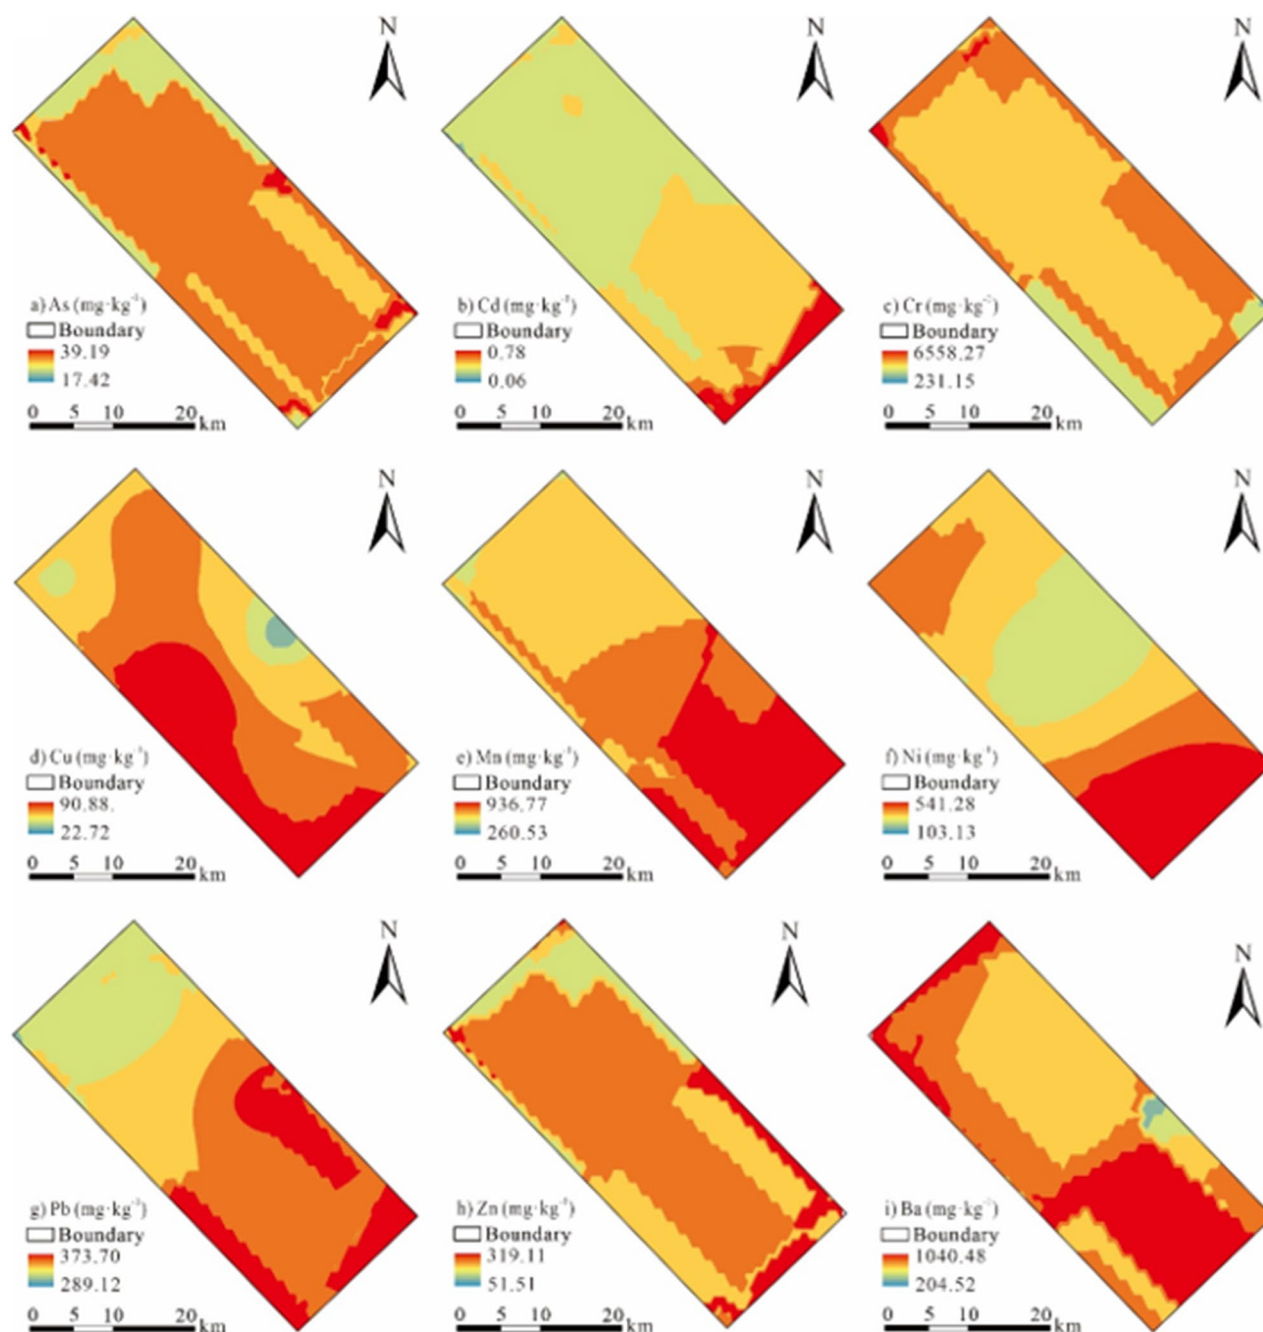 N N N
a) As (mg·kg⁻¹) b) Cd (mg·kg⁻¹) c) Cr (mg·kg⁻¹)
Boundary Boundary Boundary
39.19 0.78 6558.27
17.42 0.06 231.15
0 5 10 20 km 0 5 10 20 km 0 5 10 20 km
N N N
d) Cu (mg·kg⁻¹) e) Mn (mg·kg⁻¹) f) Ni (mg·kg⁻¹)
Boundary Boundary Boundary
90.88. 936.77 541.28
22.72 260.53 103.13
0 5 10 20 km 0 5 10 20 km 0 5 10 20 km
N N N
g) Pb (mg·kg⁻¹) h) Zn (mg·kg⁻¹) i) Ba (mg·kg⁻¹)
Boundary Boundary Boundary
373.70 319.11 1040.48
289.12 51.51 204.52
0 5 10 20 km 0 5 10 20 km 0 5 10 20 km